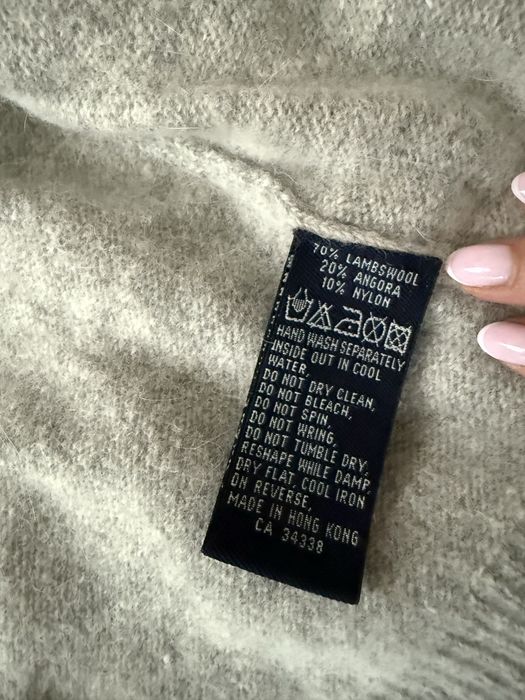 70% LAMBSWOOL
20% ANGORA
10% NYLON
HAND WASH SEPARATELY
INSIDE OUT IN COOL
WATER,
DO NOT DRY CLEAN,
DO NOT BLEACH,
DO NOT SPIN,
DO NOT WRING,
DO NOT TUMBLE DRY,
RESHAPE WHILE DAMP,
DRY FLAT, COOL IRON
ON REVERSE,
MADE IN HONG KONG
CA 34338